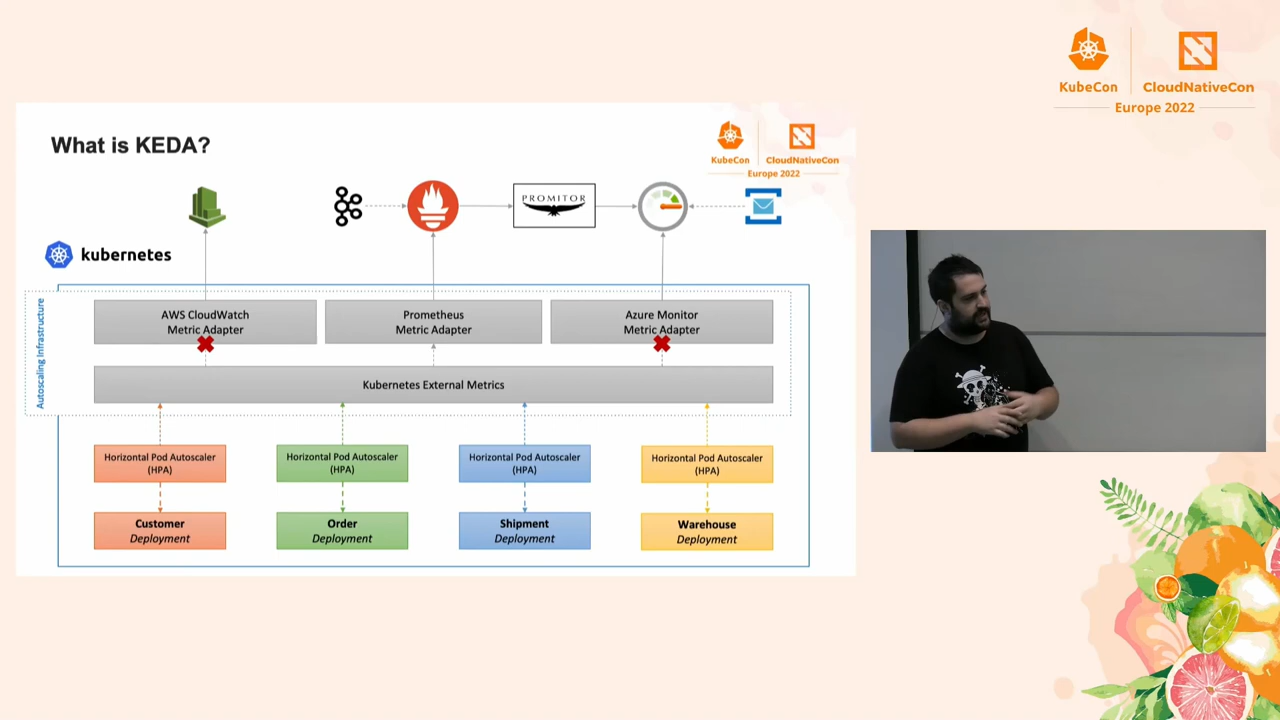 KubeCon
CloudNativeCon
Europe 2022
What is KEDA?
KubeCon
CloudNativeCon
Europe 2022
PROMITOR
kubernetes
Autoscaling Infrastructure
AWS CloudWatch
Metric Adapter
Prometheus
Metric Adapter
Azure Monitor
Metric Adapter
Kubernetes External Metrics
Horizontal Pod Autoscaler
(HPA)
Horizontal Pod Autoscaler
(HPA)
Horizontal Pod Autoscaler
(HPA)
Horizontal Pod Autoscaler
(HPA)
Customer
Deployment
Order
Deployment
Shipment
Deployment
Warehouse
Deployment